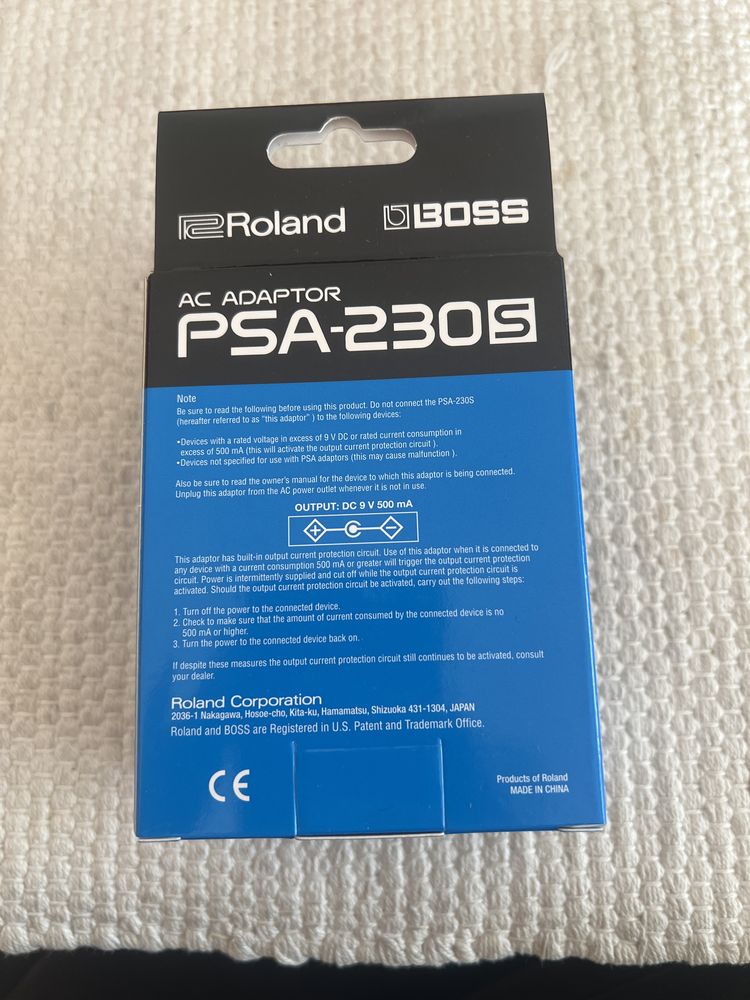 Roland BOSS
AC ADAPTOR
PSA-230S
Note
Be sure to read the following before using this product. Do not connect the PSA-230S
(hereafter referred to as "this adaptor" ) to the following devices:
•Devices with a rated voltage in excess of 9 V DC or rated current consumption in
excess of 500 mA (this will activate the output current protection circuit ).
•Devices not specified for use with PSA adaptors (this may cause malfunction ).
Also be sure to read the owner's manual for the device to which this adaptor is being connected.
Unplug this adaptor from the AC power outlet whenever it is not in use.
OUTPUT: DC 9 V 500 mA
+ −
This adaptor has built-in output current protection circuit. Use of this adaptor when it is connected to
any device with a current consumption 500 mA or greater will trigger the output current protection
circuit. Power is intermittently supplied and cut off while the output current protection circuit is
activated. Should the output current protection circuit be activated, carry out the following steps:
1. Turn off the power to the connected device.
2. Check to make sure that the amount of current consumed by the connected device is no
500 mA or higher.
3. Turn the power to the connected device back on.
If despite these measures the output current protection circuit still continues to be activated, consult
your dealer.
Roland Corporation
2036-1 Nakagawa, Hosoe-cho, Kita-ku, Hamamatsu, Shizuoka 431-1304, JAPAN
Roland and BOSS are Registered in U.S. Patent and Trademark Office.
CE
Products of Roland
MADE IN CHINA